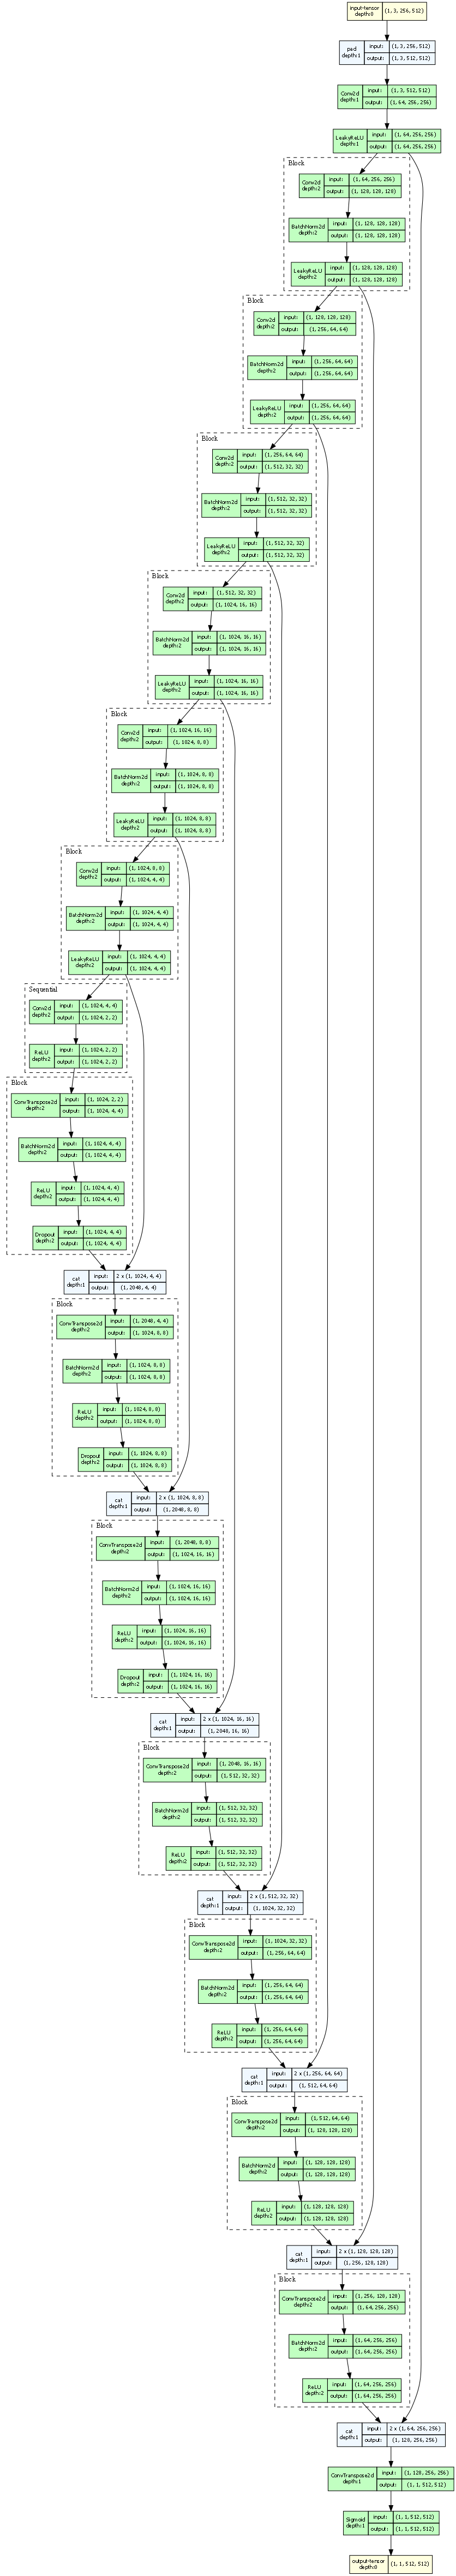 input-tensor
depth:0
(1, 3, 256, 512)
pad
depth:1
input: (1, 3, 256, 512)
output: (1, 3, 512, 512)
Conv2d
depth:1
input: (1, 3, 512, 512)
output: (1, 64, 256, 256)
LeakyReLU
depth:1
input: (1, 64, 256, 256)
output: (1, 64, 256, 256)
Block
Conv2d
depth:2
input: (1, 64, 256, 256)
output: (1, 128, 128, 128)
BatchNorm2d
depth:2
input: (1, 128, 128, 128)
output: (1, 128, 128, 128)
LeakyReLU
depth:2
input: (1, 128, 128, 128)
output: (1, 128, 128, 128)
Block
Conv2d
depth:2
input: (1, 128, 128, 128)
output: (1, 256, 64, 64)
BatchNorm2d
depth:2
input: (1, 256, 64, 64)
output: (1, 256, 64, 64)
LeakyReLU
depth:2
input: (1, 256, 64, 64)
output: (1, 256, 64, 64)
Block
Conv2d
depth:2
input: (1, 256, 64, 64)
output: (1, 512, 32, 32)
BatchNorm2d
depth:2
input: (1, 512, 32, 32)
output: (1, 512, 32, 32)
LeakyReLU
depth:2
input: (1, 512, 32, 32)
output: (1, 512, 32, 32)
Block
Conv2d
depth:2
input: (1, 512, 32, 32)
output: (1, 1024, 16, 16)
BatchNorm2d
depth:2
input: (1, 1024, 16, 16)
output: (1, 1024, 16, 16)
LeakyReLU
depth:2
input: (1, 1024, 16, 16)
output: (1, 1024, 16, 16)
Block
Conv2d
depth:2
input: (1, 1024, 16, 16)
output: (1, 1024, 8, 8)
BatchNorm2d
depth:2
input: (1, 1024, 8, 8)
output: (1, 1024, 8, 8)
LeakyReLU
depth:2
input: (1, 1024, 8, 8)
output: (1, 1024, 8, 8)
Block
Conv2d
depth:2
input: (1, 1024, 8, 8)
output: (1, 1024, 4, 4)
BatchNorm2d
depth:2
input: (1, 1024, 4, 4)
output: (1, 1024, 4, 4)
LeakyReLU
depth:2
input: (1, 1024, 4, 4)
output: (1, 1024, 4, 4)
Sequential
Conv2d
depth:2
input: (1, 1024, 4, 4)
output: (1, 1024, 2, 2)
ReLU
depth:2
input: (1, 1024, 2, 2)
output: (1, 1024, 2, 2)
Block
ConvTranspose2d
depth:2
input: (1, 1024, 2, 2)
output: (1, 1024, 4, 4)
BatchNorm2d
depth:2
input: (1, 1024, 4, 4)
output: (1, 1024, 4, 4)
ReLU
depth:2
input: (1, 1024, 4, 4)
output: (1, 1024, 4, 4)
Dropout
depth:2
input: (1, 1024, 4, 4)
output: (1, 1024, 4, 4)
cat
depth:1
input: 2 x (1, 1024, 4, 4)
output: (1, 2048, 4, 4)
Block
ConvTranspose2d
depth:2
input: (1, 2048, 4, 4)
output: (1, 1024, 8, 8)
BatchNorm2d
depth:2
input: (1, 1024, 8, 8)
output: (1, 1024, 8, 8)
ReLU
depth:2
input: (1, 1024, 8, 8)
output: (1, 1024, 8, 8)
Dropout
depth:2
input: (1, 1024, 8, 8)
output: (1, 1024, 8, 8)
cat
depth:1
input: 2 x (1, 1024, 8, 8)
output: (1, 2048, 8, 8)
Block
ConvTranspose2d
depth:2
input: (1, 2048, 8, 8)
output: (1, 1024, 16, 16)
BatchNorm2d
depth:2
input: (1, 1024, 16, 16)
output: (1, 1024, 16, 16)
ReLU
depth:2
input: (1, 1024, 16, 16)
output: (1, 1024, 16, 16)
Dropout
depth:2
input: (1, 1024, 16, 16)
output: (1, 1024, 16, 16)
cat
depth:1
input: 2 x (1, 1024, 16, 16)
output: (1, 2048, 16, 16)
Block
ConvTranspose2d
depth:2
input: (1, 2048, 16, 16)
output: (1, 512, 32, 32)
BatchNorm2d
depth:2
input: (1, 512, 32, 32)
output: (1, 512, 32, 32)
ReLU
depth:2
input: (1, 512, 32, 32)
output: (1, 512, 32, 32)
cat
depth:1
input: 2 x (1, 512, 32, 32)
output: (1, 1024, 32, 32)
Block
ConvTranspose2d
depth:2
input: (1, 1024, 32, 32)
output: (1, 256, 64, 64)
BatchNorm2d
depth:2
input: (1, 256, 64, 64)
output: (1, 256, 64, 64)
ReLU
depth:2
input: (1, 256, 64, 64)
output: (1, 256, 64, 64)
cat
depth:1
input: 2 x (1, 256, 64, 64)
output: (1, 512, 64, 64)
Block
ConvTranspose2d
depth:2
input: (1, 512, 64, 64)
output: (1, 128, 128, 128)
BatchNorm2d
depth:2
input: (1, 128, 128, 128)
output: (1, 128, 128, 128)
ReLU
depth:2
input: (1, 128, 128, 128)
output: (1, 128, 128, 128)
cat
depth:1
input: 2 x (1, 128, 128, 128)
output: (1, 256, 128, 128)
Block
ConvTranspose2d
depth:2
input: (1, 256, 128, 128)
output: (1, 64, 256, 256)
BatchNorm2d
depth:2
input: (1, 64, 256, 256)
output: (1, 64, 256, 256)
ReLU
depth:2
input: (1, 64, 256, 256)
output: (1, 64, 256, 256)
cat
depth:1
input: 2 x (1, 64, 256, 256)
output: (1, 128, 256, 256)
ConvTranspose2d
depth:1
input: (1, 128, 256, 256)
output: (1, 1, 512, 512)
Sigmoid
depth:1
input: (1, 1, 512, 512)
output: (1, 1, 512, 512)
output-tensor
depth:0
(1, 1, 512, 512)